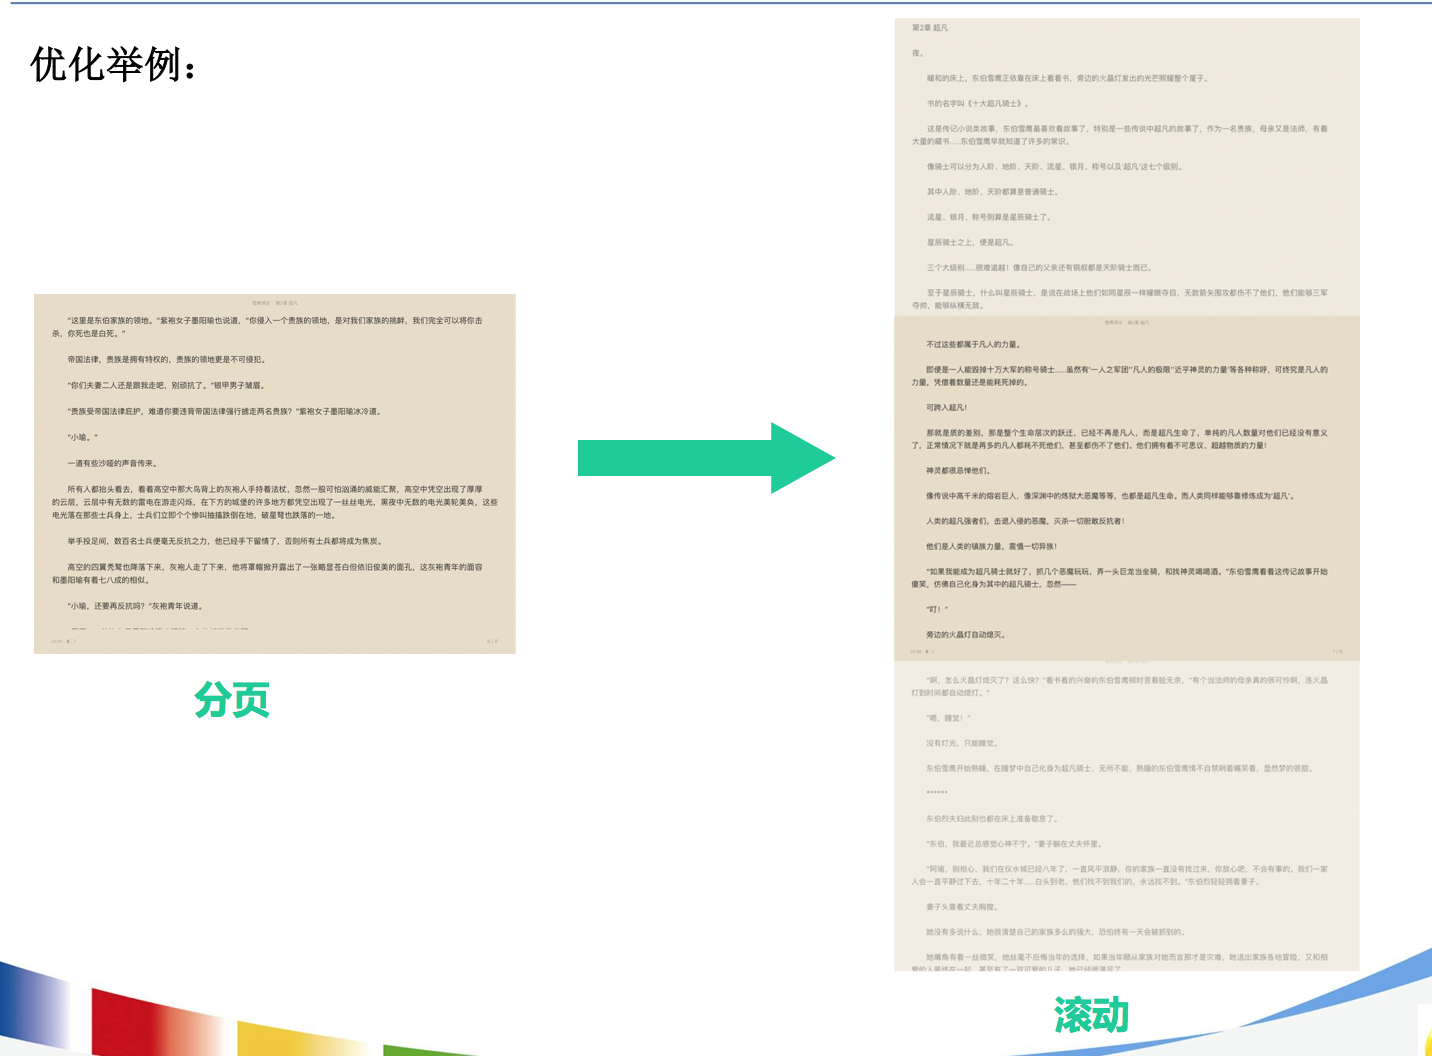 优化举例：
雪鹰领主 第2章 超凡
“这里是东伯家族的领地。”紫袍女子墨阳瑜也说道，“你侵入一个贵族的领地，是对我们家族的挑衅，我们完全可以将你击
杀，你死也是白死。”
帝国法律，贵族是拥有特权的，贵族的领地更是不可侵犯。
“你们夫妻二人还是跟我走吧，别顽抗了。”银甲男子皱眉。
“贵族受帝国法律庇护，难道你要违背帝国法律强行掳走两名贵族？”紫袍女子墨阳瑜冰冷道。
“小瑜。”
一道有些沙哑的声音传来。
所有人都抬头看去，看着高空中那大鸟背上的灰袍人手持着法杖，忽然一股可怕汹涌的威能汇聚，高空中凭空出现了厚厚
的云层，云层中有无数的雷电在游走闪烁，在下方的城堡的许多地方都凭空出现了一丝丝电光，黑夜中无数的电光美轮美奂，这些
电光落在那些士兵身上，士兵们立即个个惨叫抽搐跌倒在地，破星弩也跌落的一地。
举手投足间，数百名士兵便毫无反抗之力，他已经手下留情了，否则所有士兵都将成为焦炭。
高空的四翼秃鹫也降落下来，灰袍人走了下来，他将罩帽掀开露出了一张略显苍白但依旧俊美的面孔，这灰袍青年的面容
和墨阳瑜有着七八成的相似。
“小瑜，还要再反抗吗？”灰袍青年说道。
分页
第2章 超凡
夜。
暖和的床上，东伯雪鹰正依靠在床上看着书，旁边的火晶灯发出的光芒照耀整个屋子。
书的名字叫《十大超凡骑士》。
这是传记小说类故事，东伯雪鹰最喜欢看故事了，特别是一些传说中超凡的故事了，作为一名贵族，母亲又是法师，有着
大量的藏书……东伯雪鹰早就知道了许多的常识。
像骑士可以分为人阶、地阶、天阶、流星、银月、称号以及‘超凡’这七个级别。
其中人阶、地阶、天阶都算是普通骑士。
流星、银月、称号则算是星辰骑士了。
星辰骑士之上，便是超凡。
三个大级别……很难逾越！像自己的父亲还有铜叔都是天阶骑士而已。
至于星辰骑士，什么叫星辰骑士，是说在战场上他们如同星辰一样耀眼夺目，无数箭矢围攻都伤不了他们，他们能够三军
夺帅，能够纵横无敌。
雪鹰领主 第2章 超凡
不过这些都属于凡人的力量。
即便是一人能毁掉十万大军的称号骑士……虽然有‘一人之军团’‘凡人的极限’‘近乎神灵的力量’等各种称呼，可终究是凡人的
力量，凭借着数量还是能耗死掉的。
可跨入超凡！
那就是质的差别，那是整个生命层次的跃迁，已经不再是凡人，而是超凡生命了，单纯的凡人数量对他们已经没有意义
了，正常情况下就是再多的凡人都耗不死他们，甚至都伤不了他们。他们拥有着不可思议、超越物质的力量！
神灵都很忌惮他们。
像传说中高千米的熔岩巨人，像深渊中的炼狱大恶魔等等，也都是超凡生命。而人类同样能够靠修炼成为‘超凡’。
人类的超凡强者们，击退入侵的恶魔，灭杀一切胆敢反抗者！
他们是人类的镇族力量，震慑一切异族！
“如果我能成为超凡骑士就好了，抓几个恶魔玩玩，弄一头巨龙当坐骑，和找神灵喝喝酒。”东伯雪鹰看着这传记故事开始
傻笑，仿佛自己化身为其中的超凡骑士，忽然——
“叮！”
旁边的火晶灯自动熄灭。
“啊，怎么火晶灯熄灭了？这么快？”看书看的兴奋的东伯雪鹰顿时苦着脸无奈，“有个当法师的母亲真的很可怜啊，连火晶
灯到时间都自动熄灯。”
“嗯，睡觉！”
没有灯光，只能睡觉。
东伯雪鹰开始熟睡，在睡梦中自己化身为超凡骑士，无所不能，熟睡的东伯雪鹰情不自禁咧着嘴笑着，显然梦的很甜。
******
东伯烈夫妇此刻也都在床上准备歇息了。
“东伯，我最近总感觉心神不宁。”妻子躺在丈夫怀里。
“阿瑜，别担心，我们在仪水城已经八年了，一直风平浪静，你的家族一直没有找过来，你放心吧，不会有事的。我们一家
人会一直平静过下去，十年二十年……白头到老，他们找不到我们的，永远找不到。”东伯烈轻轻拥着妻子。
妻子头靠着丈夫胸膛。
她没有多说什么，她很清楚自己的家族多么的强大，恐怕终有一天会被抓到的。
她嘴角有着一丝微笑，她丝毫不后悔当年的选择，如果当年顺从家族对她而言那才是灾难，她逃出家族各地冒险，又和相
爱的人最终在一起，甚至有了一双可爱的儿子，她已经很满足了
滚动